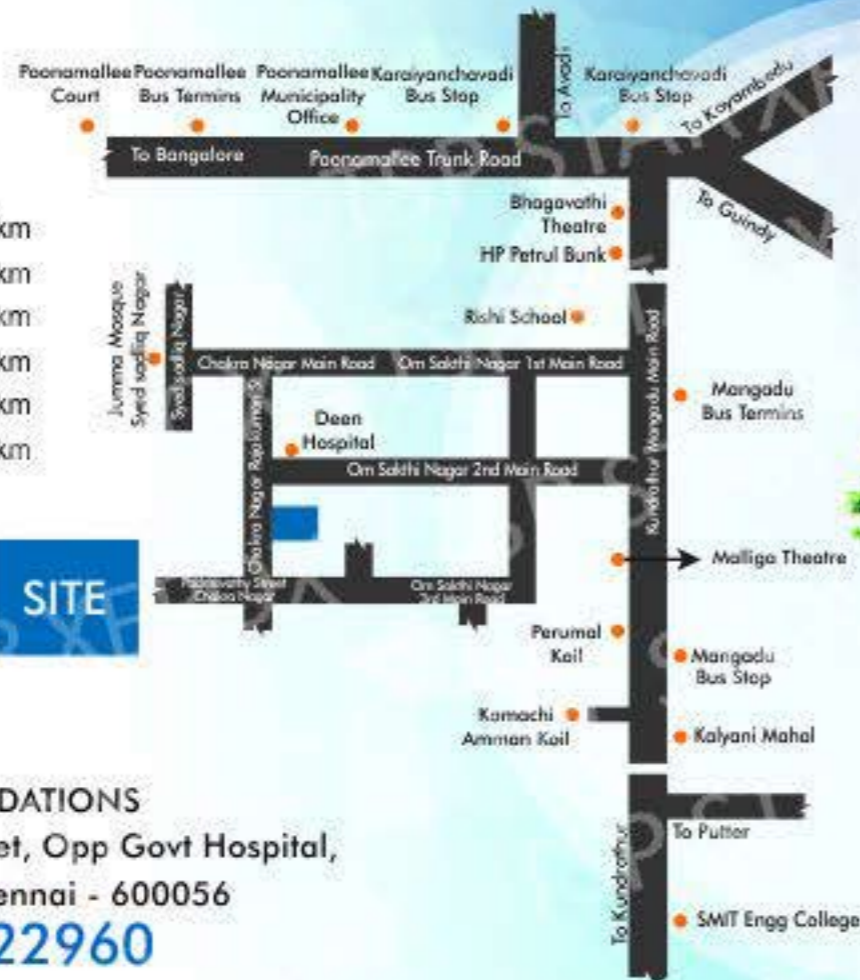 Poonamallee
Court
Poonamallee
Bus Termins
Poonamallee
Municipality
Office
Karaiyanchavadi
Bus Stop
To Avadi
Karaiyanchavadi
Bus Stop
To Koyambedu
To Bangalore
Poonamallee Trunk Road
To Guindy
Bhagavathi
Theatre
HP Petrul Bunk
km
km
km
km
km
km
Rishi School
Jumma Mosque
Syed sadliq Nagar
Syed sadliq Nagar
Chakra Nagar Main Road
Om Sakthi Nagar 1st Main Road
Kundrathur Mangadu Main Road
Mangadu
Bus Termins
Deen
Hospital
Chakra Nagar Rajakumari St
Om Sakthi Nagar 2nd Main Road
Malliga Theatre
SITE
Street
Chakra Nagar
Om Sakthi Nagar
3rd Main Road
Perumal
Koil
Mangadu
Bus Stop
Kamachi
Amman Koil
Kalyani Mahal
To Putter
To Kundrathur
SMIT Engg College
DATIONS
et, Opp Govt Hospital,
ennai - 600056
22960